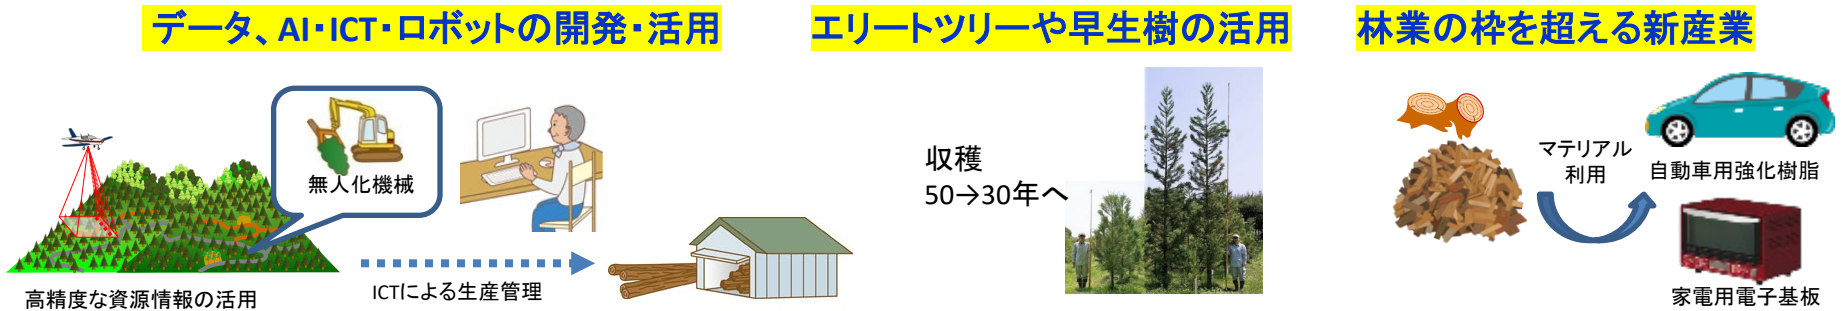 データ、AI・ICT・ロボットの開発・活用
無人化機械
高精度な資源情報の活用
ICTによる生産管理
エリートツリーや早生樹の活用
収穫
50→30年へ
林業の枠を超える新産業
マテリアル
利用
自動車用強化樹脂
家電用電子基板